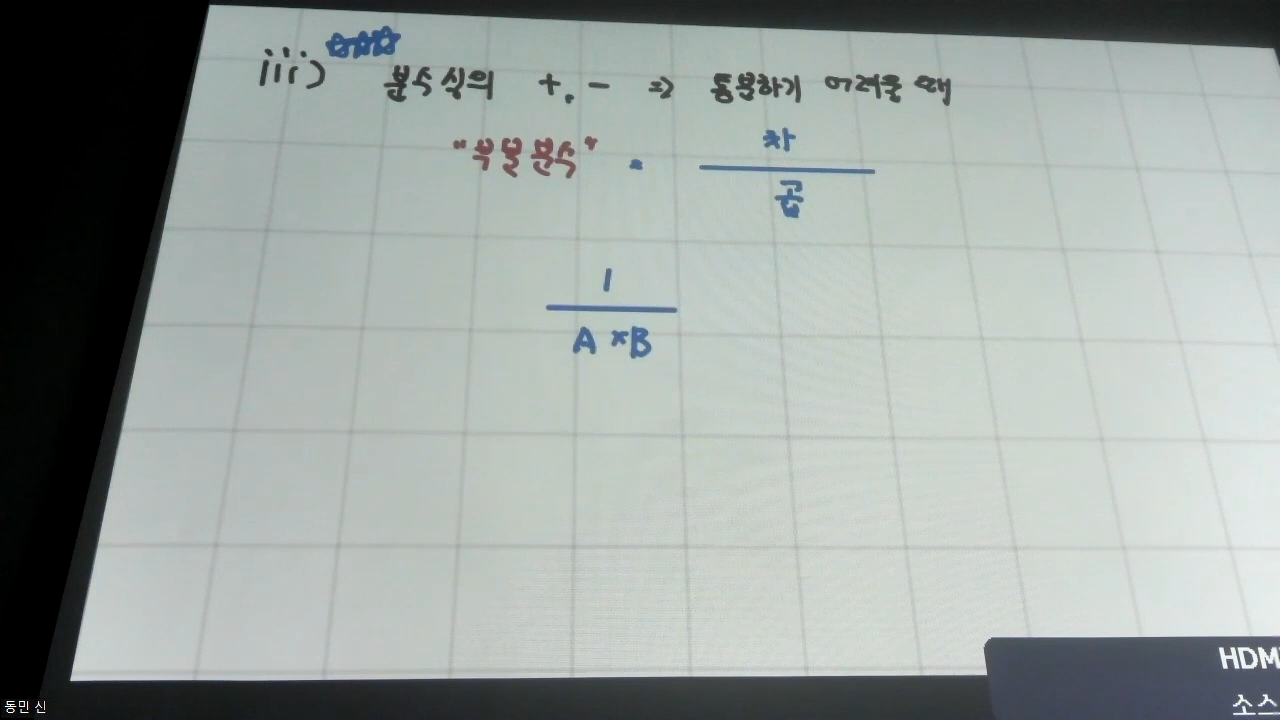 iii) ☆☆☆ 분수식의 +, - ⇒ 통분하기 어려울 때
"부분분수" = 차
곱
1
A × B
HDM
소스
동민 신